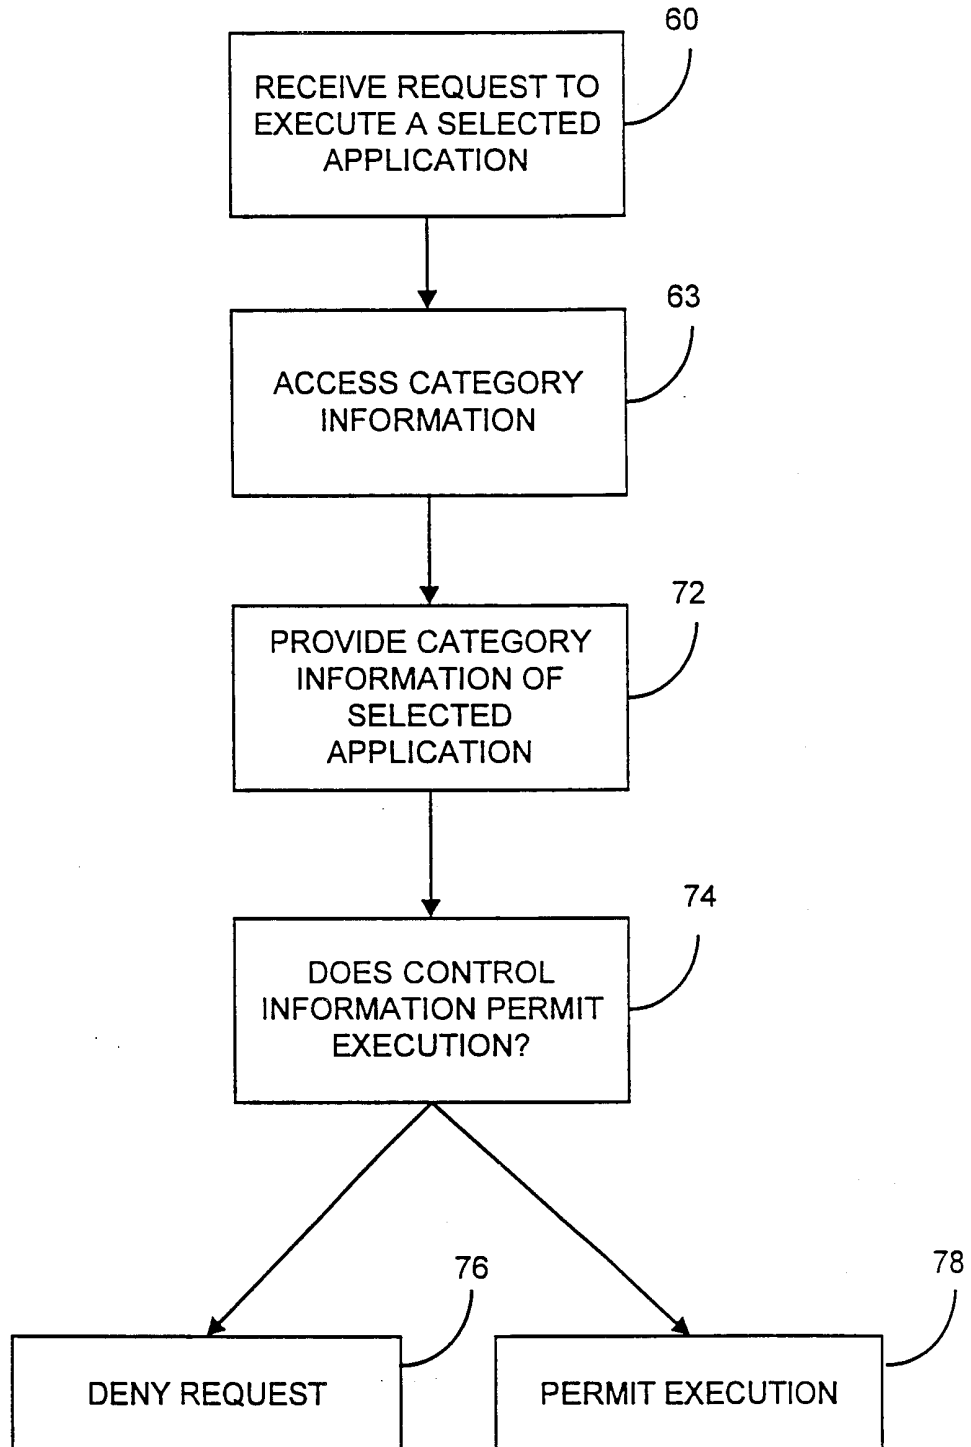 60
RECEIVE REQUEST TO
EXECUTE A SELECTED
APPLICATION
63
ACCESS CATEGORY
INFORMATION
72
PROVIDE CATEGORY
INFORMATION OF
SELECTED
APPLICATION
74
DOES CONTROL
INFORMATION PERMIT
EXECUTION?
76
DENY REQUEST
78
PERMIT EXECUTION